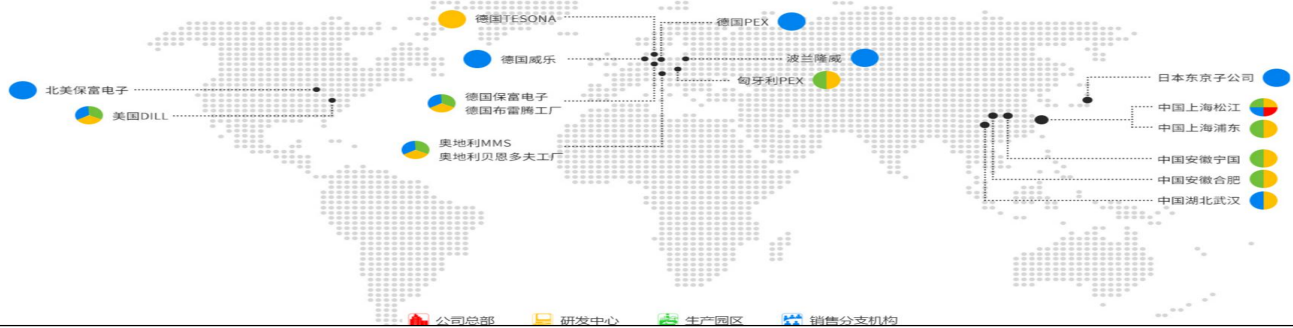 德国TESONA
德国PEX
德国威乐
波兰隆威
匈牙利PEX
北美保富电子
美国DILL
德国保富电子
德国布雷腾工厂
奥地利MMS
奥地利贝恩多夫工厂
日本东京子公司
中国上海松江
中国上海浦东
中国安徽宁国
中国安徽合肥
中国湖北武汉
公司总部
研发中心
生产园区
销售分支机构